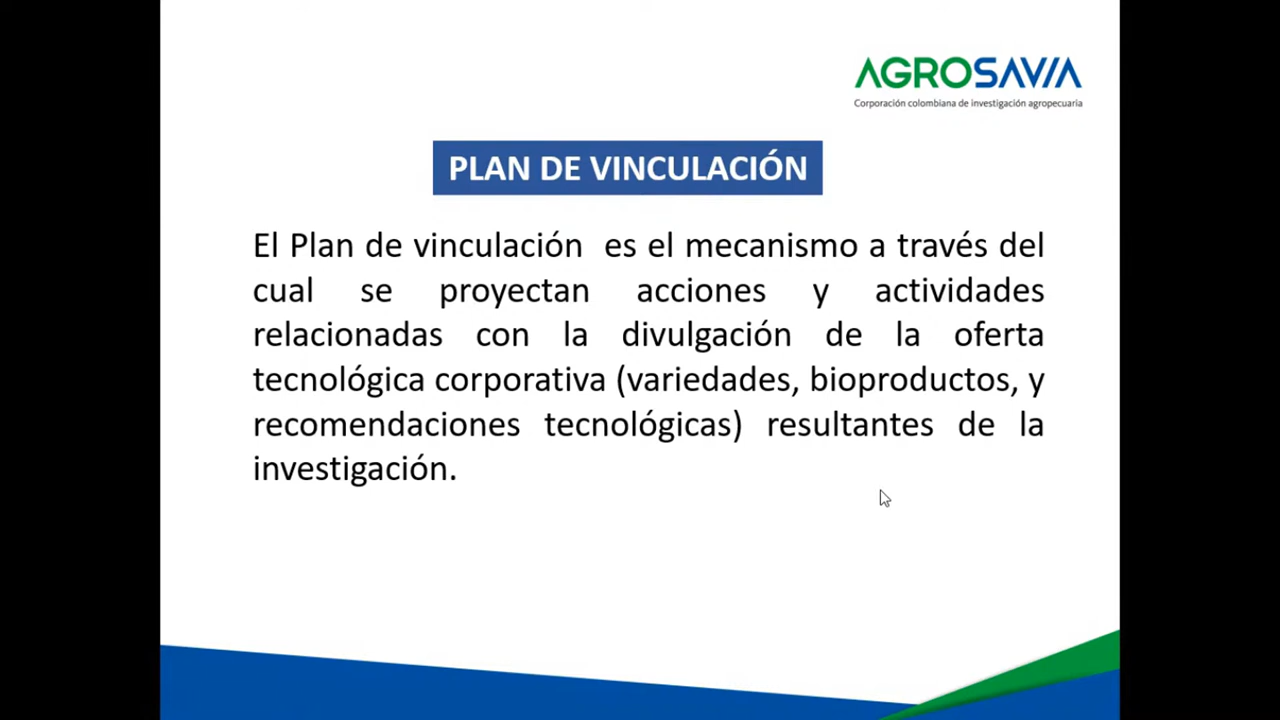 AGROSAVIA
Corporación colombiana de investigación agropecuaria
PLAN DE VINCULACIÓN
El Plan de vinculación es el mecanismo a través del
cual se proyectan acciones y actividades
relacionadas con la divulgación de la oferta
tecnológica corporativa (variedades, bioproductos, y
recomendaciones tecnológicas) resultantes de la
investigación.